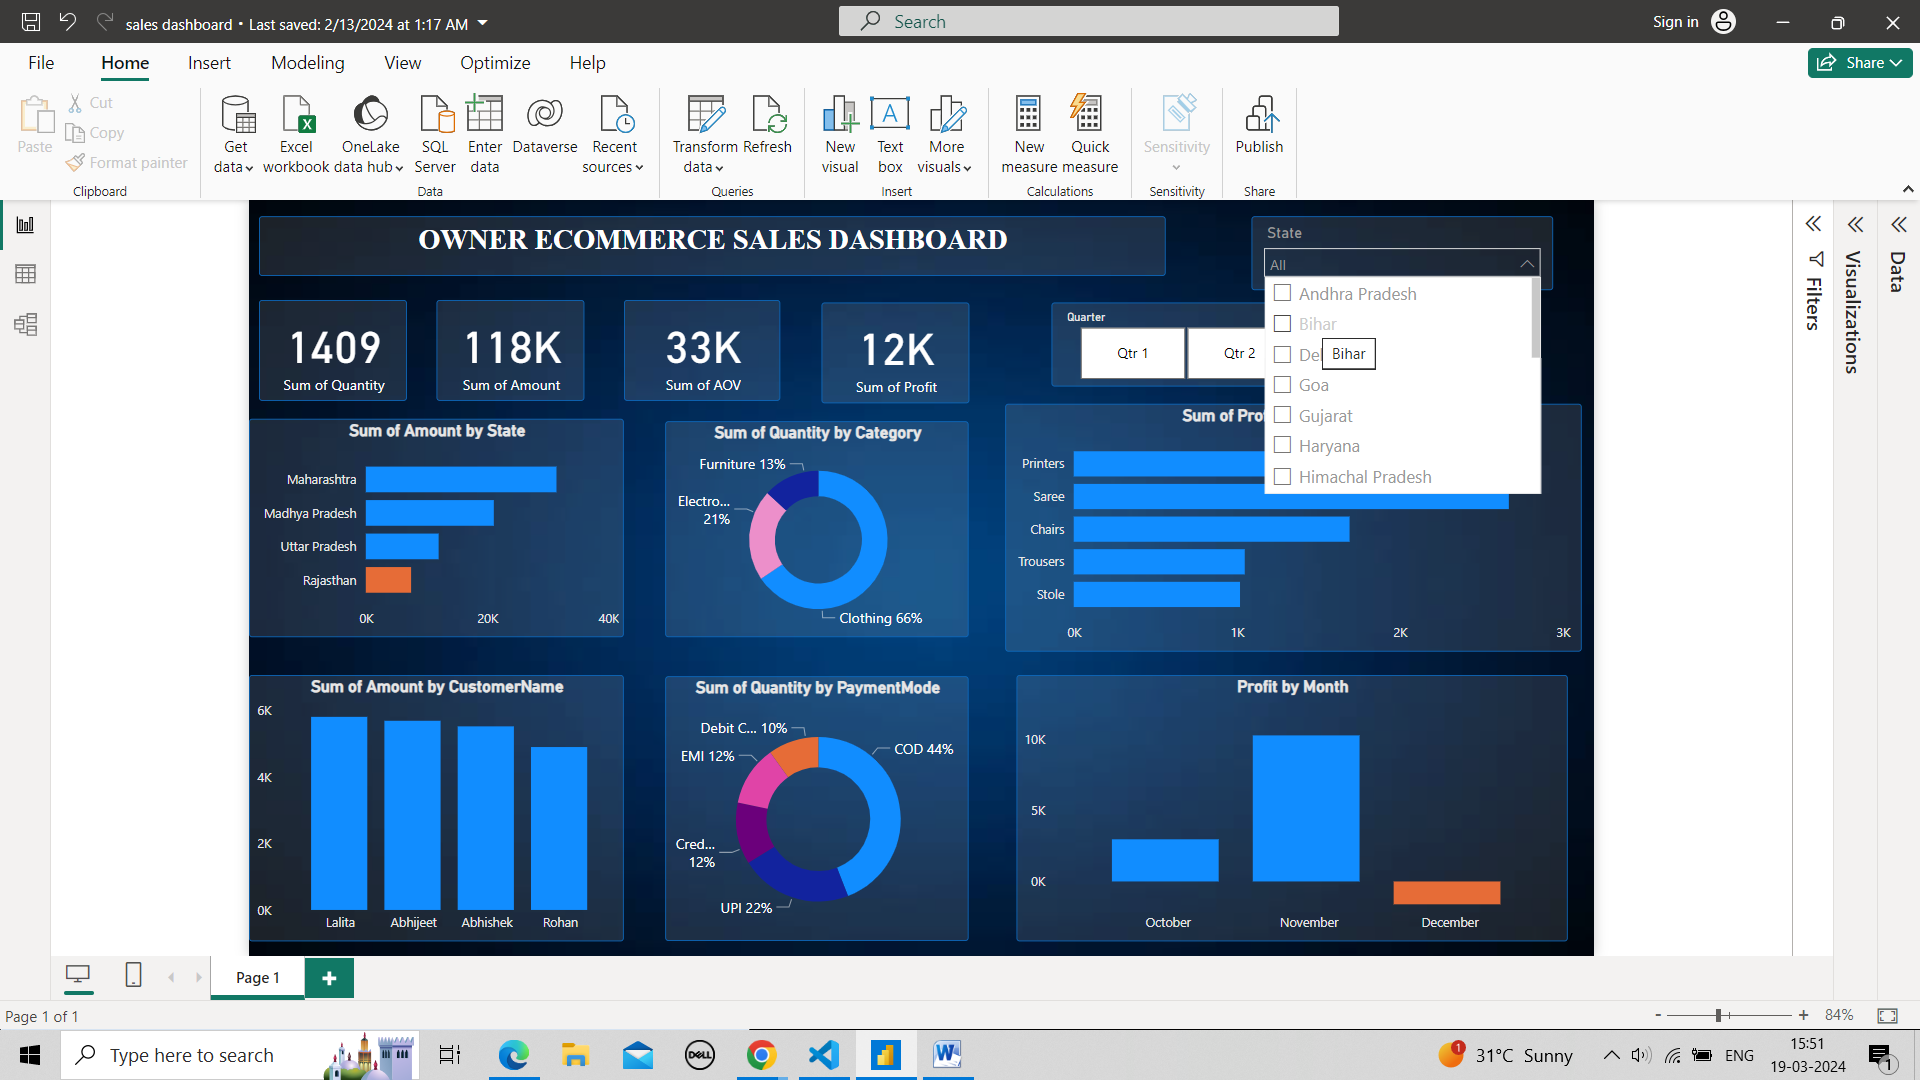 sales dashboard • Last saved: 2/13/2024 at 1:17 AM
Search
Sign in
File Home Insert Modeling View Optimize Help
Share
Paste
Cut
Copy
Format painter
Clipboard
Get data
Excel workbook
OneLake data hub
SQL Server
Enter data
Dataverse
Recent sources
Data
Transform data
Refresh
Queries
New visual
Text box
More visuals
Insert
New measure
Quick measure
Calculations
Sensitivity
Sensitivity
Publish
Share
OWNER ECOMMERCE SALES DASHBOARD
State
All
Andhra Pradesh
Bihar
Del
Bihar
Goa
Gujarat
Haryana
Himachal Pradesh
1409
Sum of Quantity
118K
Sum of Amount
33K
Sum of AOV
12K
Sum of Profit
Quarter
Qtr 1
Qtr 2
Sum of Amount by State
Maharashtra
Madhya Pradesh
Uttar Pradesh
Rajasthan
0K 20K 40K
Sum of Quantity by Category
Furniture 13%
Electro...
21%
Clothing 66%
Sum of Prof
Printers
Saree
Chairs
Trousers
Stole
0K 1K 2K 3K
Sum of Amount by CustomerName
6K
4K
2K
0K
Lalita Abhijeet Abhishek Rohan
Sum of Quantity by PaymentMode
Debit C... 10%
COD 44%
EMI 12%
Cred...
12%
UPI 22%
Profit by Month
10K
5K
0K
October November December
Filters
Visualizations
Data
Page 1
Page 1 of 1
84%
Type here to search
DELL
1
31°C Sunny
ENG
15:51
19-03-2024
1